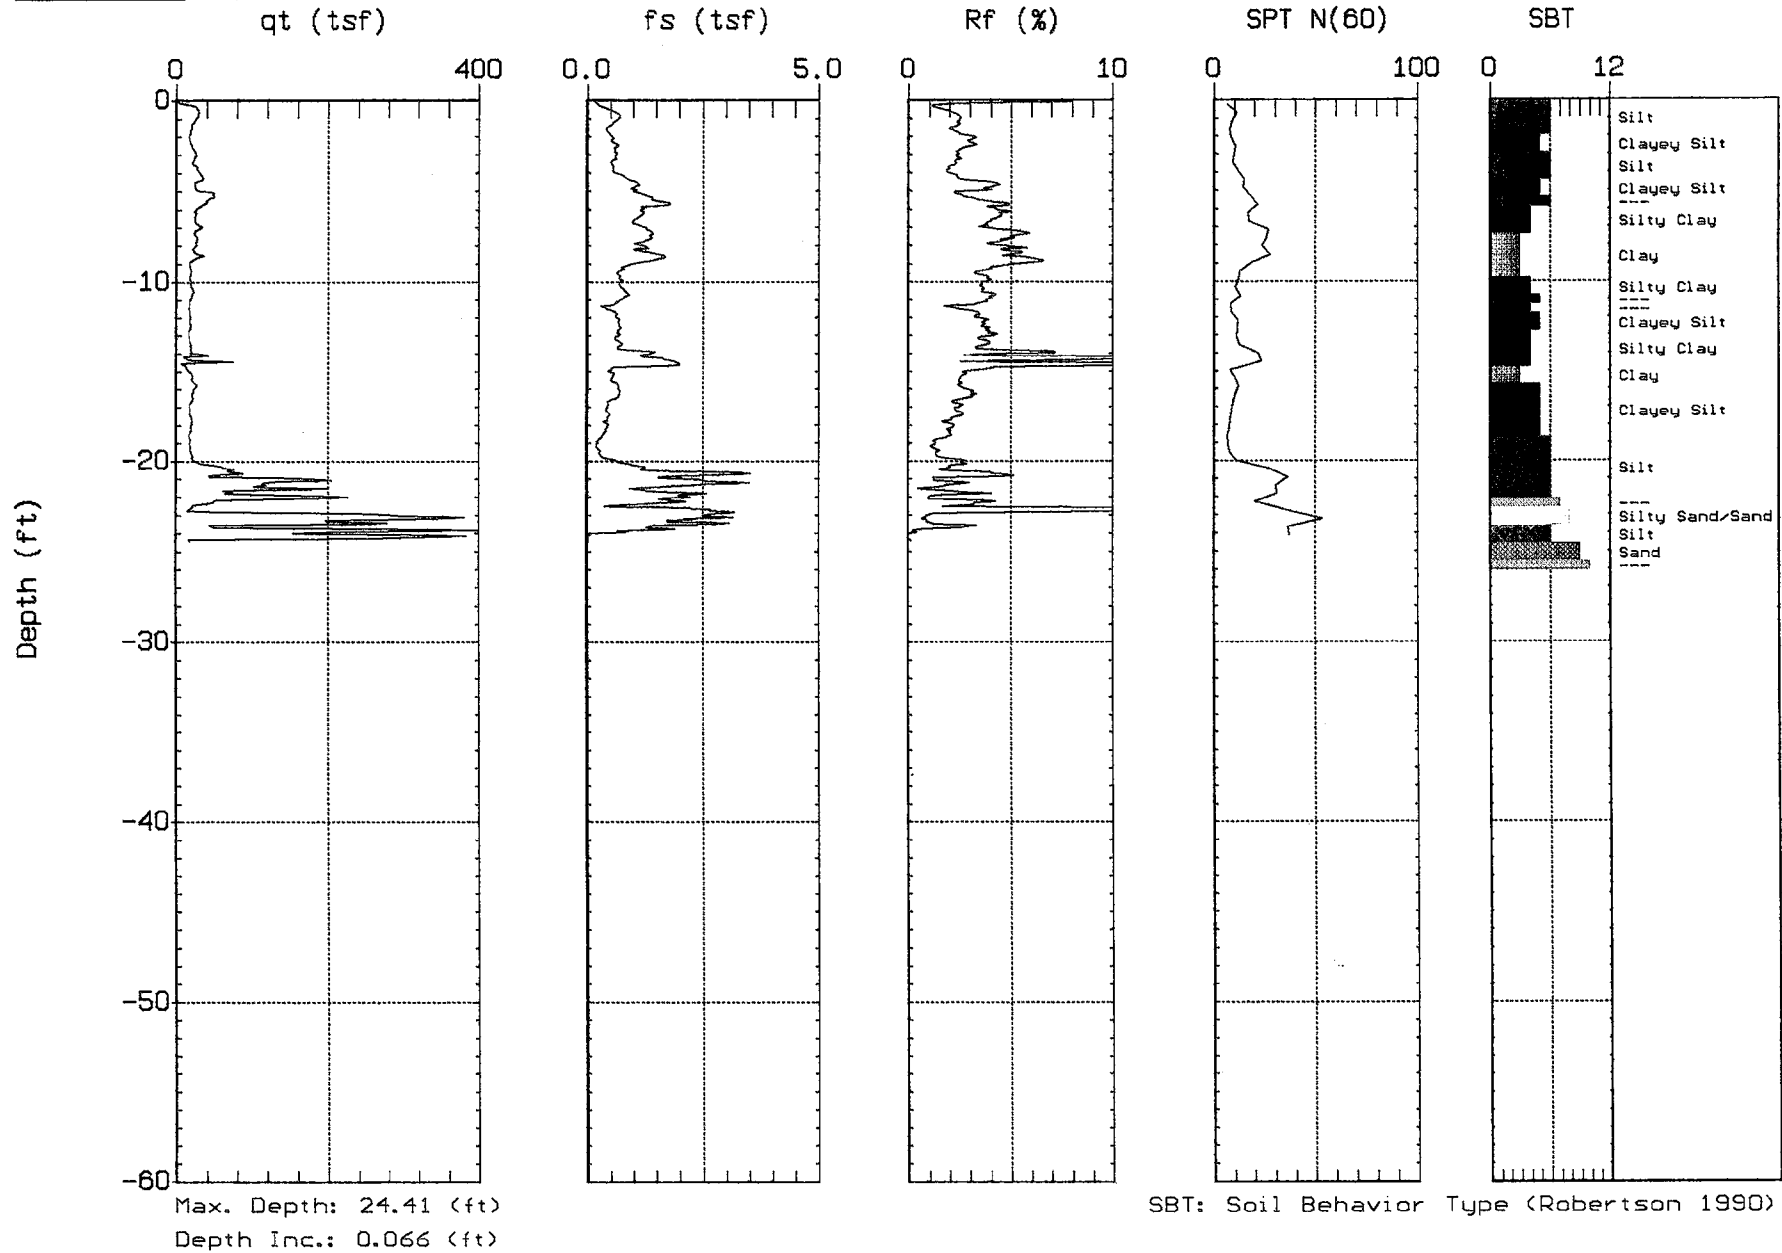 qt (tsf) fs (tsf) Rf (%) SPT N(60) SBT
0 400 0.0 5.0 0 10 0 100 0 12
0
-10
-20
-30
-40
-50
-60
Depth (ft)
Silt
Clayey Silt
Silt
Clayey Silt
---
Silty Clay
Clay
Silty Clay
---
---
Clayey Silt
Silty Clay
Clay
Clayey Silt
Silt
---
Silty Sand/Sand
Silt
Sand
---
Max. Depth: 24.41 (ft)
Depth Inc.: 0.066 (ft)
SBT: Soil Behavior Type (Robertson 1990)